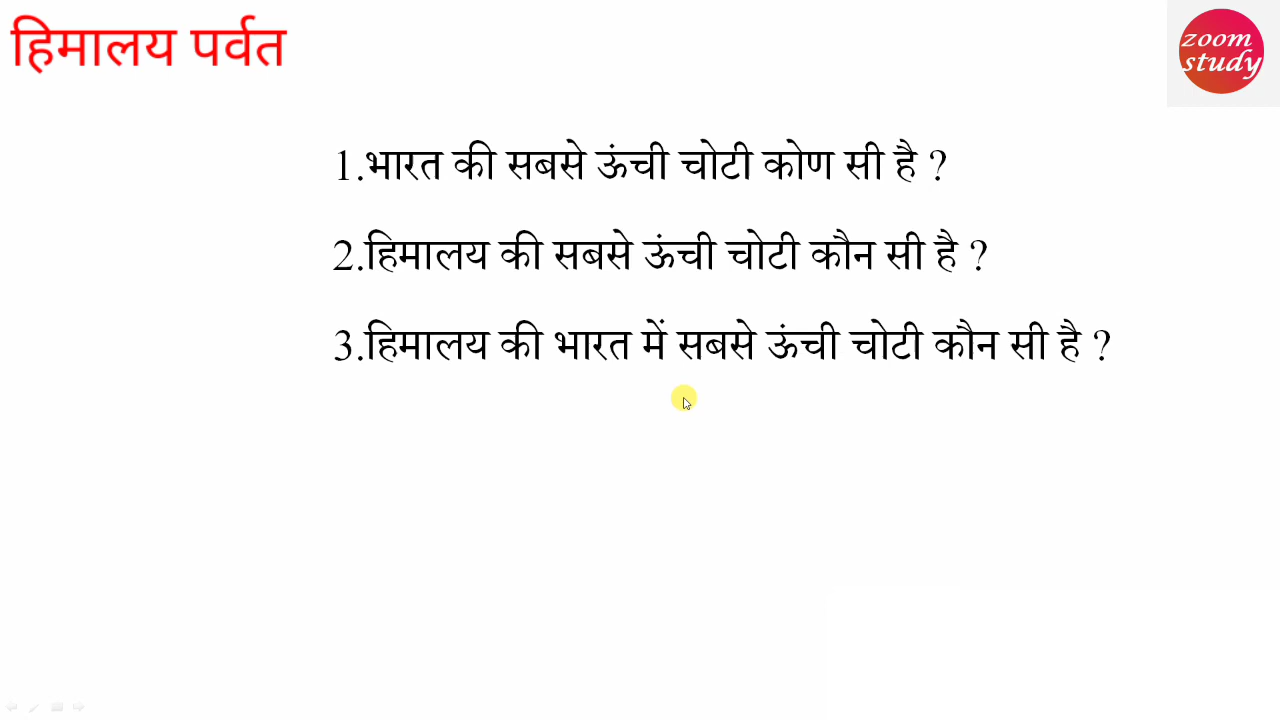 हिमालय पर्वत
zoom
study
1.भारत की सबसे ऊंची चोटी कोण सी है ?
2.हिमालय की सबसे ऊंची चोटी कौन सी है ?
3.हिमालय की भारत में सबसे ऊंची चोटी कौन सी है ?